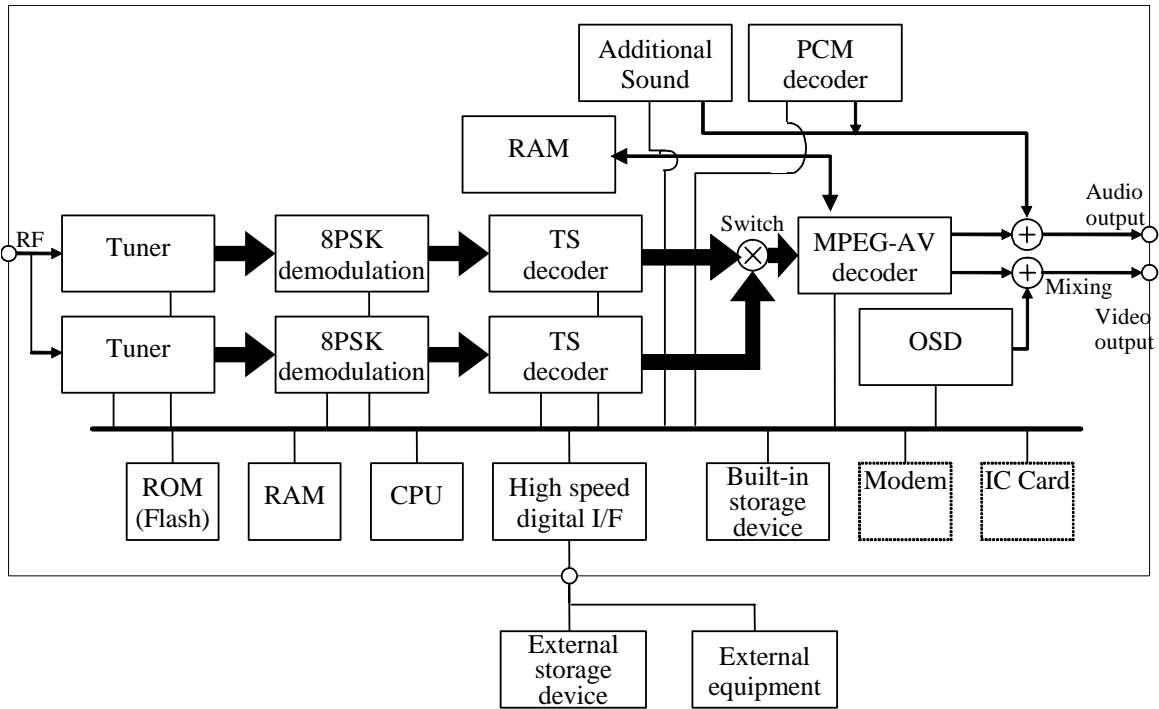 Additional
Sound
PCM
decoder
RAM
RF
Tuner
8PSK
demodulation
TS
decoder
Switch
MPEG-AV
decoder
Audio
output
Mixing
Video
output
Tuner
8PSK
demodulation
TS
decoder
OSD
ROM
(Flash)
RAM
CPU
High speed
digital I/F
Built-in
storage
device
Modem
IC Card
External
storage
device
External
equipment